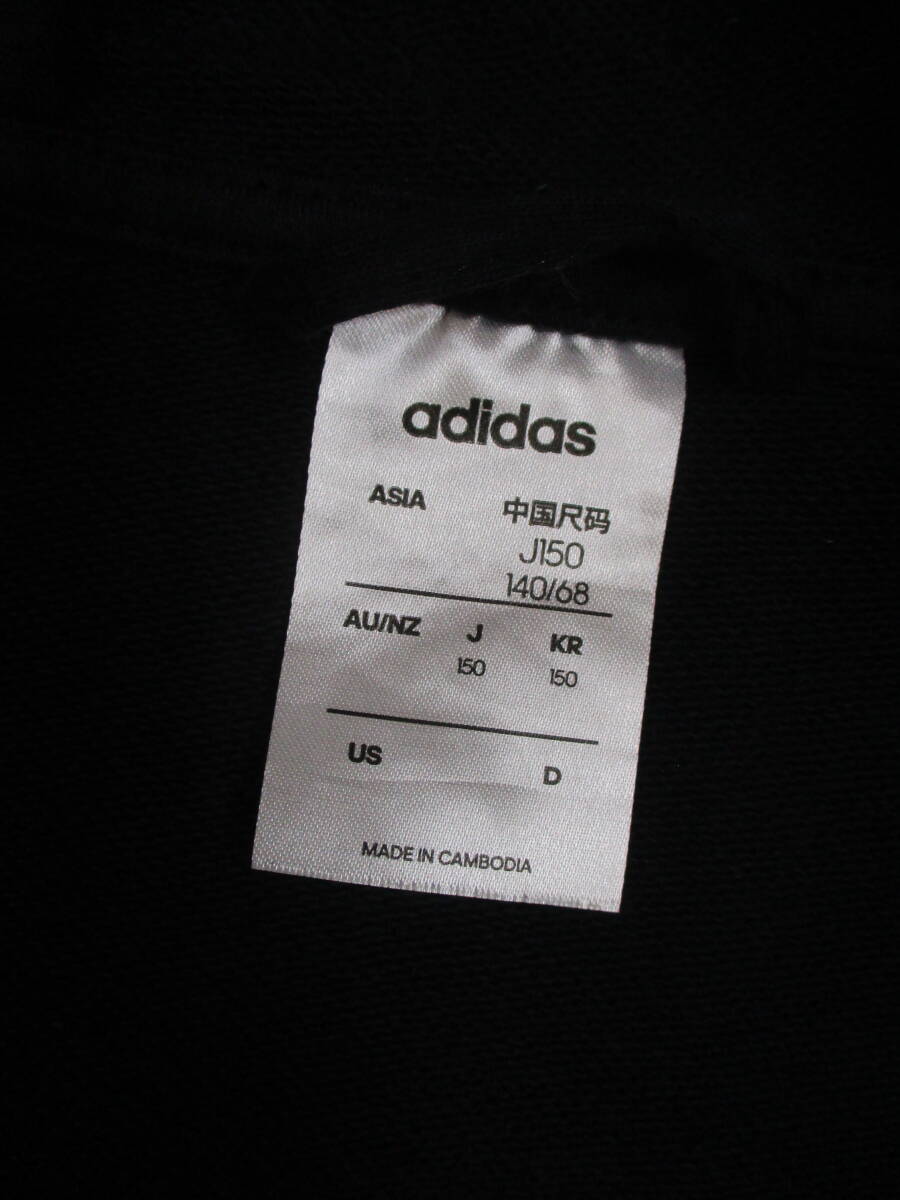 adidas
ASIA 中国尺码
J150
140/68
AU/NZ J KR
150 150
US D
MADE IN CAMBODIA